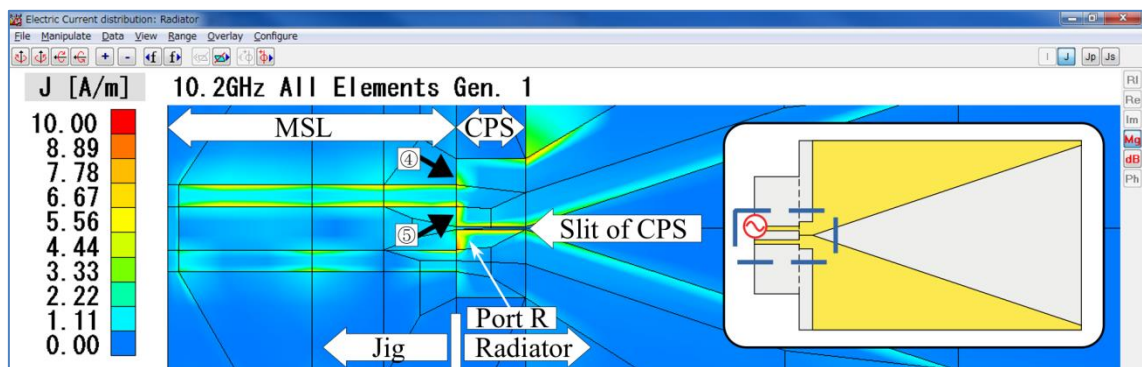 Electric Current distribution: Radiator
File Manipulate Data View Range Overlay Configure
+ - f f I J Jp Js
J [A/m] 10.2GHz All Elements Gen. 1
10.00
8.89
7.78
6.67
5.56
4.44
3.33
2.22
1.11
0.00
MSL CPS
④
⑤
Slit of CPS
Port R
Jig Radiator
RI
Re
Im
Mg
dB
Ph